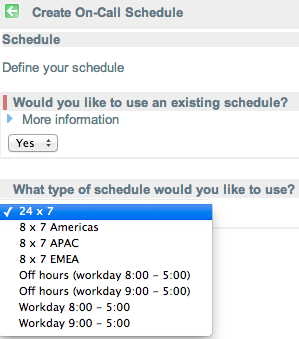 Create On-Call Schedule
Schedule
Define your schedule
Would you like to use an existing schedule?
More information
Yes
What type of schedule would you like to use?
✓ 24 x 7
8 x 7 Americas
8 x 7 APAC
8 x 7 EMEA
Off hours (workday 8:00 – 5:00)
Off hours (workday 9:00 – 5:00)
Workday 8:00 – 5:00
Workday 9:00 – 5:00